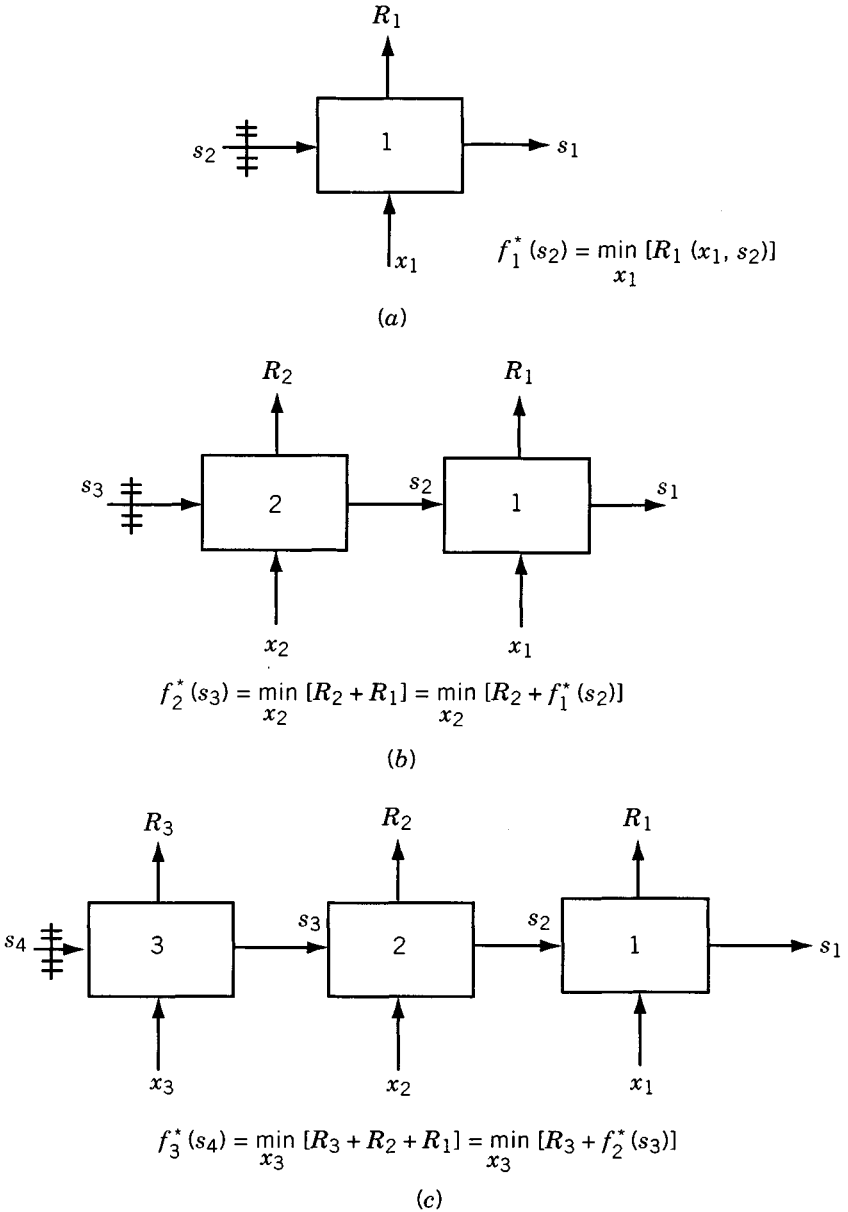 R₁
s₂ 1 s₁
x₁
f₁* (s₂) = min [R₁ (x₁, s₂)]
x₁
(a)
R₂ R₁
s₃ 2 s₂ 1 s₁
x₂ x₁
f₂* (s₃) = min [R₂ + R₁] = min [R₂ + f₁* (s₂)]
x₂ x₂
(b)
R₃ R₂ R₁
s₄ 3 s₃ 2 s₂ 1 s₁
x₃ x₂ x₁
f₃* (s₄) = min [R₃ + R₂ + R₁] = min [R₃ + f₂* (s₃)]
x₃ x₃
(c)